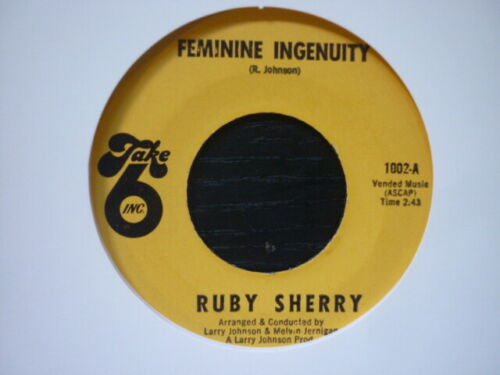 FEMININE INGENUITY
(R. Johnson)
Take
6
INC.
1002-A
Vended Music
(ASCAP)
Time 2:43
RUBY SHERRY
Arranged & Conducted by
Larry Johnson & Melvin Jernigan
A Larry Johnson Prod.